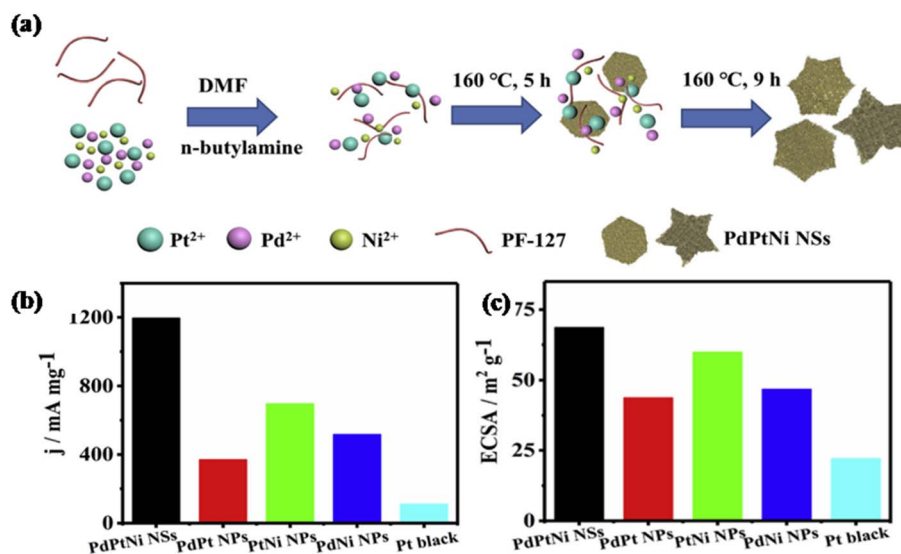 (a)
DMF
n-butylamine
160 °C, 5 h
160 °C, 9 h
Pt2+ Pd2+ Ni2+ PF-127 PdPtNi NSs
(b)
j / mA mg-1
1200
800
400
0
PdPtNi NSs PdPt NPs PtNi NPs PdNi NPs Pt black
(c)
ECSA / m2 g-1
75
50
25
0
PdPtNi NSs PdPt NPs PtNi NPs PdNi NPs Pt black